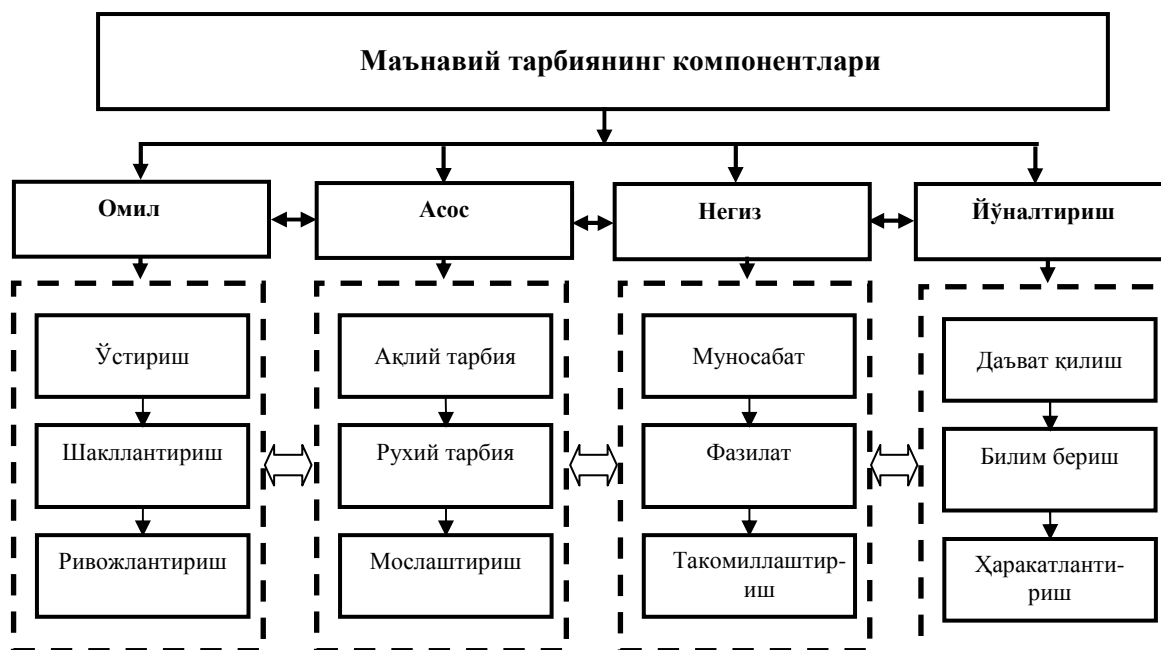 Маънавий тарбиянинг компонентлари
Омил
Асос
Негиз
Йўналтириш
Ўстириш
Ақлий тарбия
Муносабат
Даъват қилиш
Шакллантириш
Рухий тарбия
Фазилат
Билим бериш
Ривожлантириш
Мослаштириш
Такомиллаштир-
иш
Ҳаракатланти-
риш